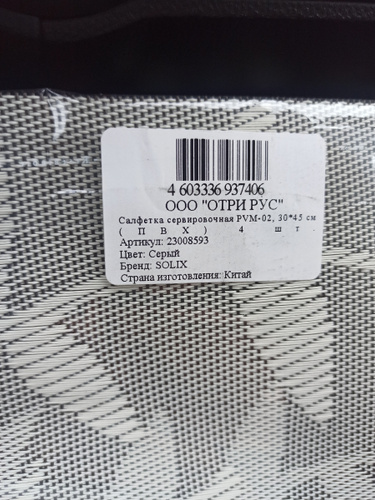 4 603336 937406
ООО "ОТРИ РУС"
Салфетка сервировочная PVM-02, 30*45 см
( П В Х ) 4 шт.
Артикул: 23008593
Цвет: Серый
Бренд: SOLIX
Страна изготовления: Китай